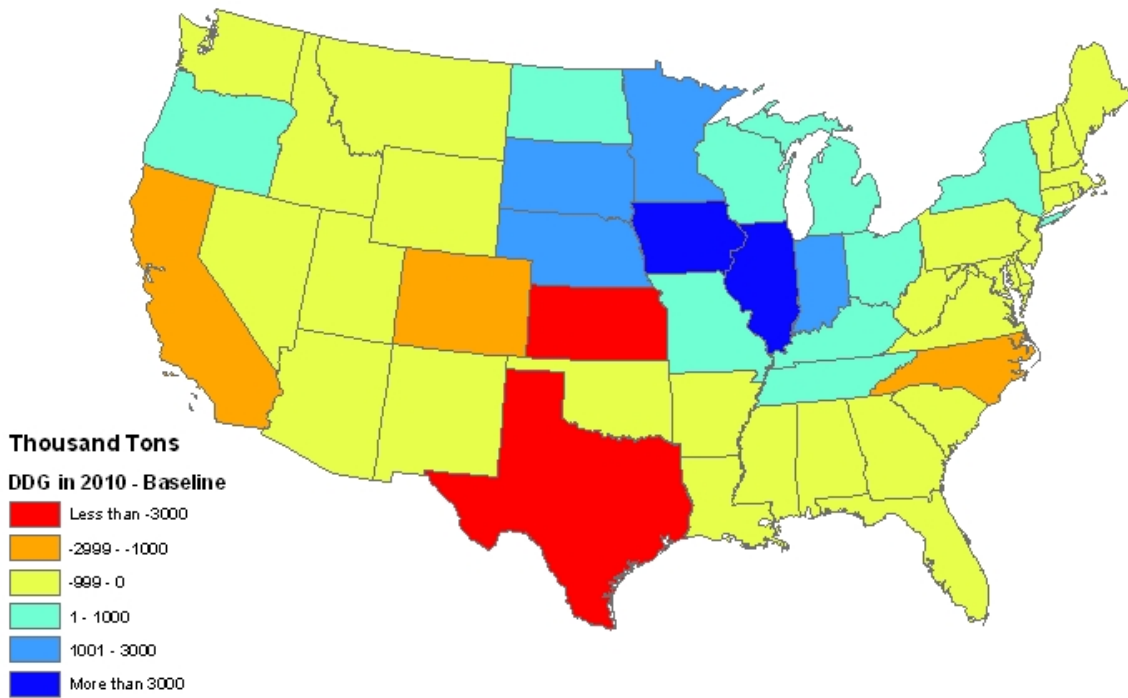 Thousand Tons
DDG in 2010 - Baseline
Less than -3000
-2999 - -1000
-999 - 0
1 - 1000
1001 - 3000
More than 3000